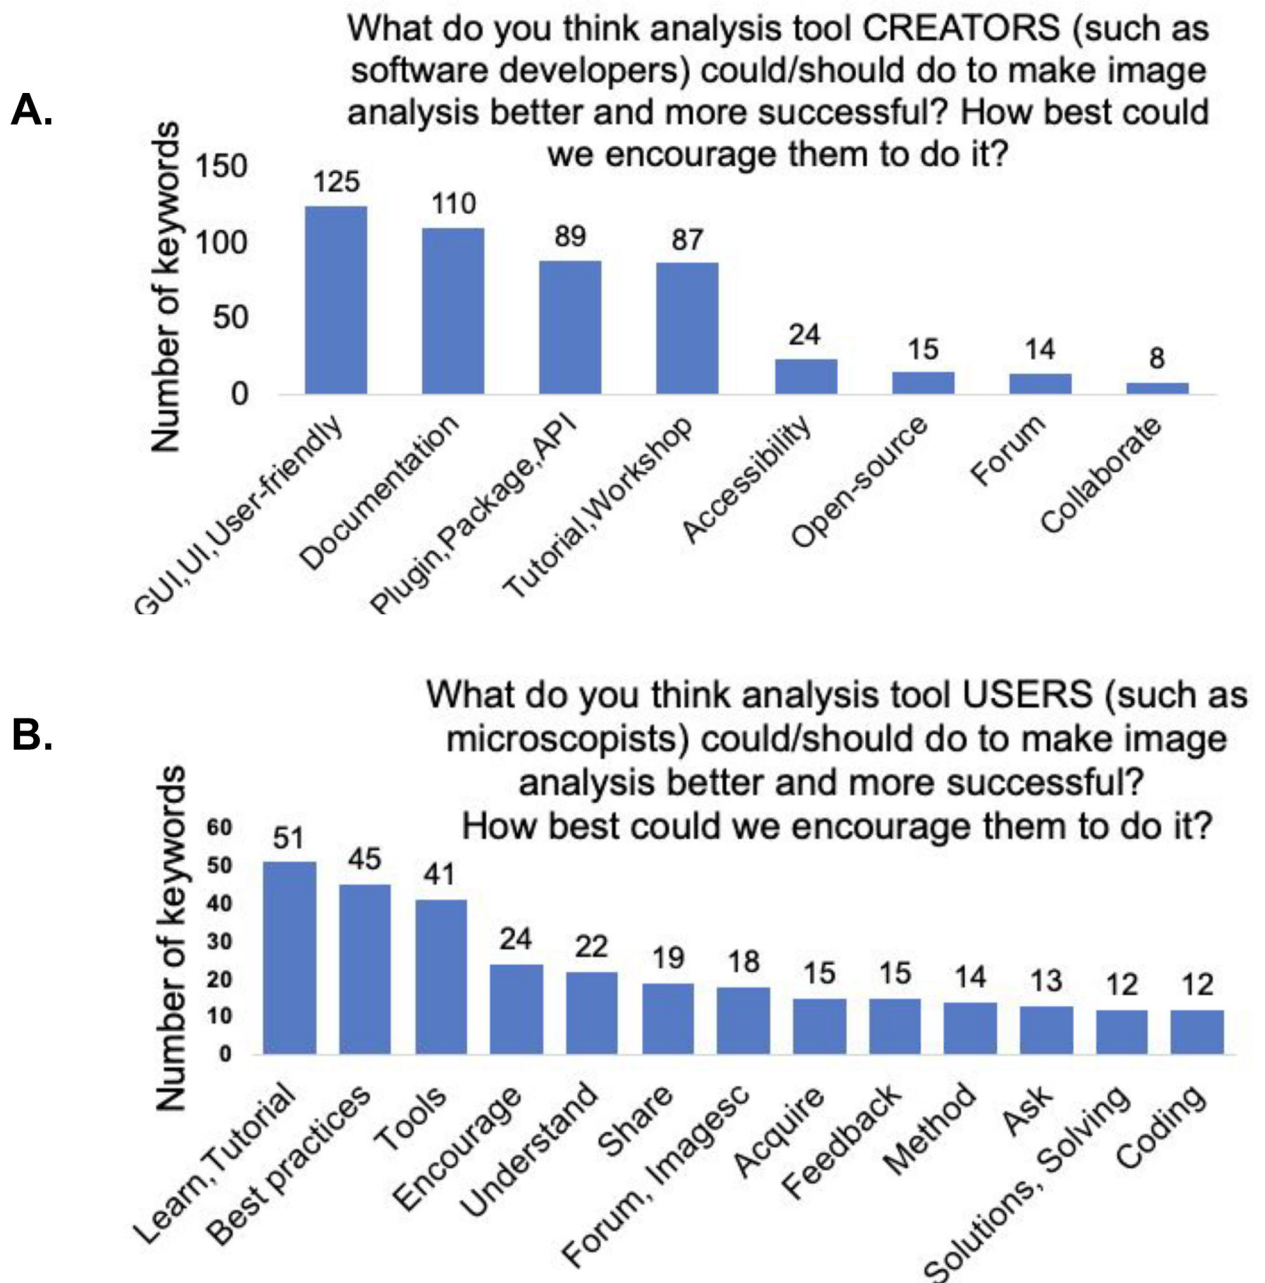 A.
What do you think analysis tool CREATORS (such as
software developers) could/should do to make image
analysis better and more successful? How best could
we encourage them to do it?
Number of keywords
150
100
50
0
125
110
89
87
24
15
14
8
GUI,UI,User-friendly
Documentation
Plugin,Package,API
Tutorial,Workshop
Accessibility
Open-source
Forum
Collaborate
B.
What do you think analysis tool USERS (such as
microscopists) could/should do to make image
analysis better and more successful?
How best could we encourage them to do it?
Number of keywords
60
50
40
30
20
10
0
51
45
41
24
22
19
18
15
15
14
13
12
12
Learn,Tutorial
Best practices
Tools
Encourage
Understand
Share
Forum, Imagesc
Acquire
Feedback
Method
Ask
Solutions, Solving
Coding